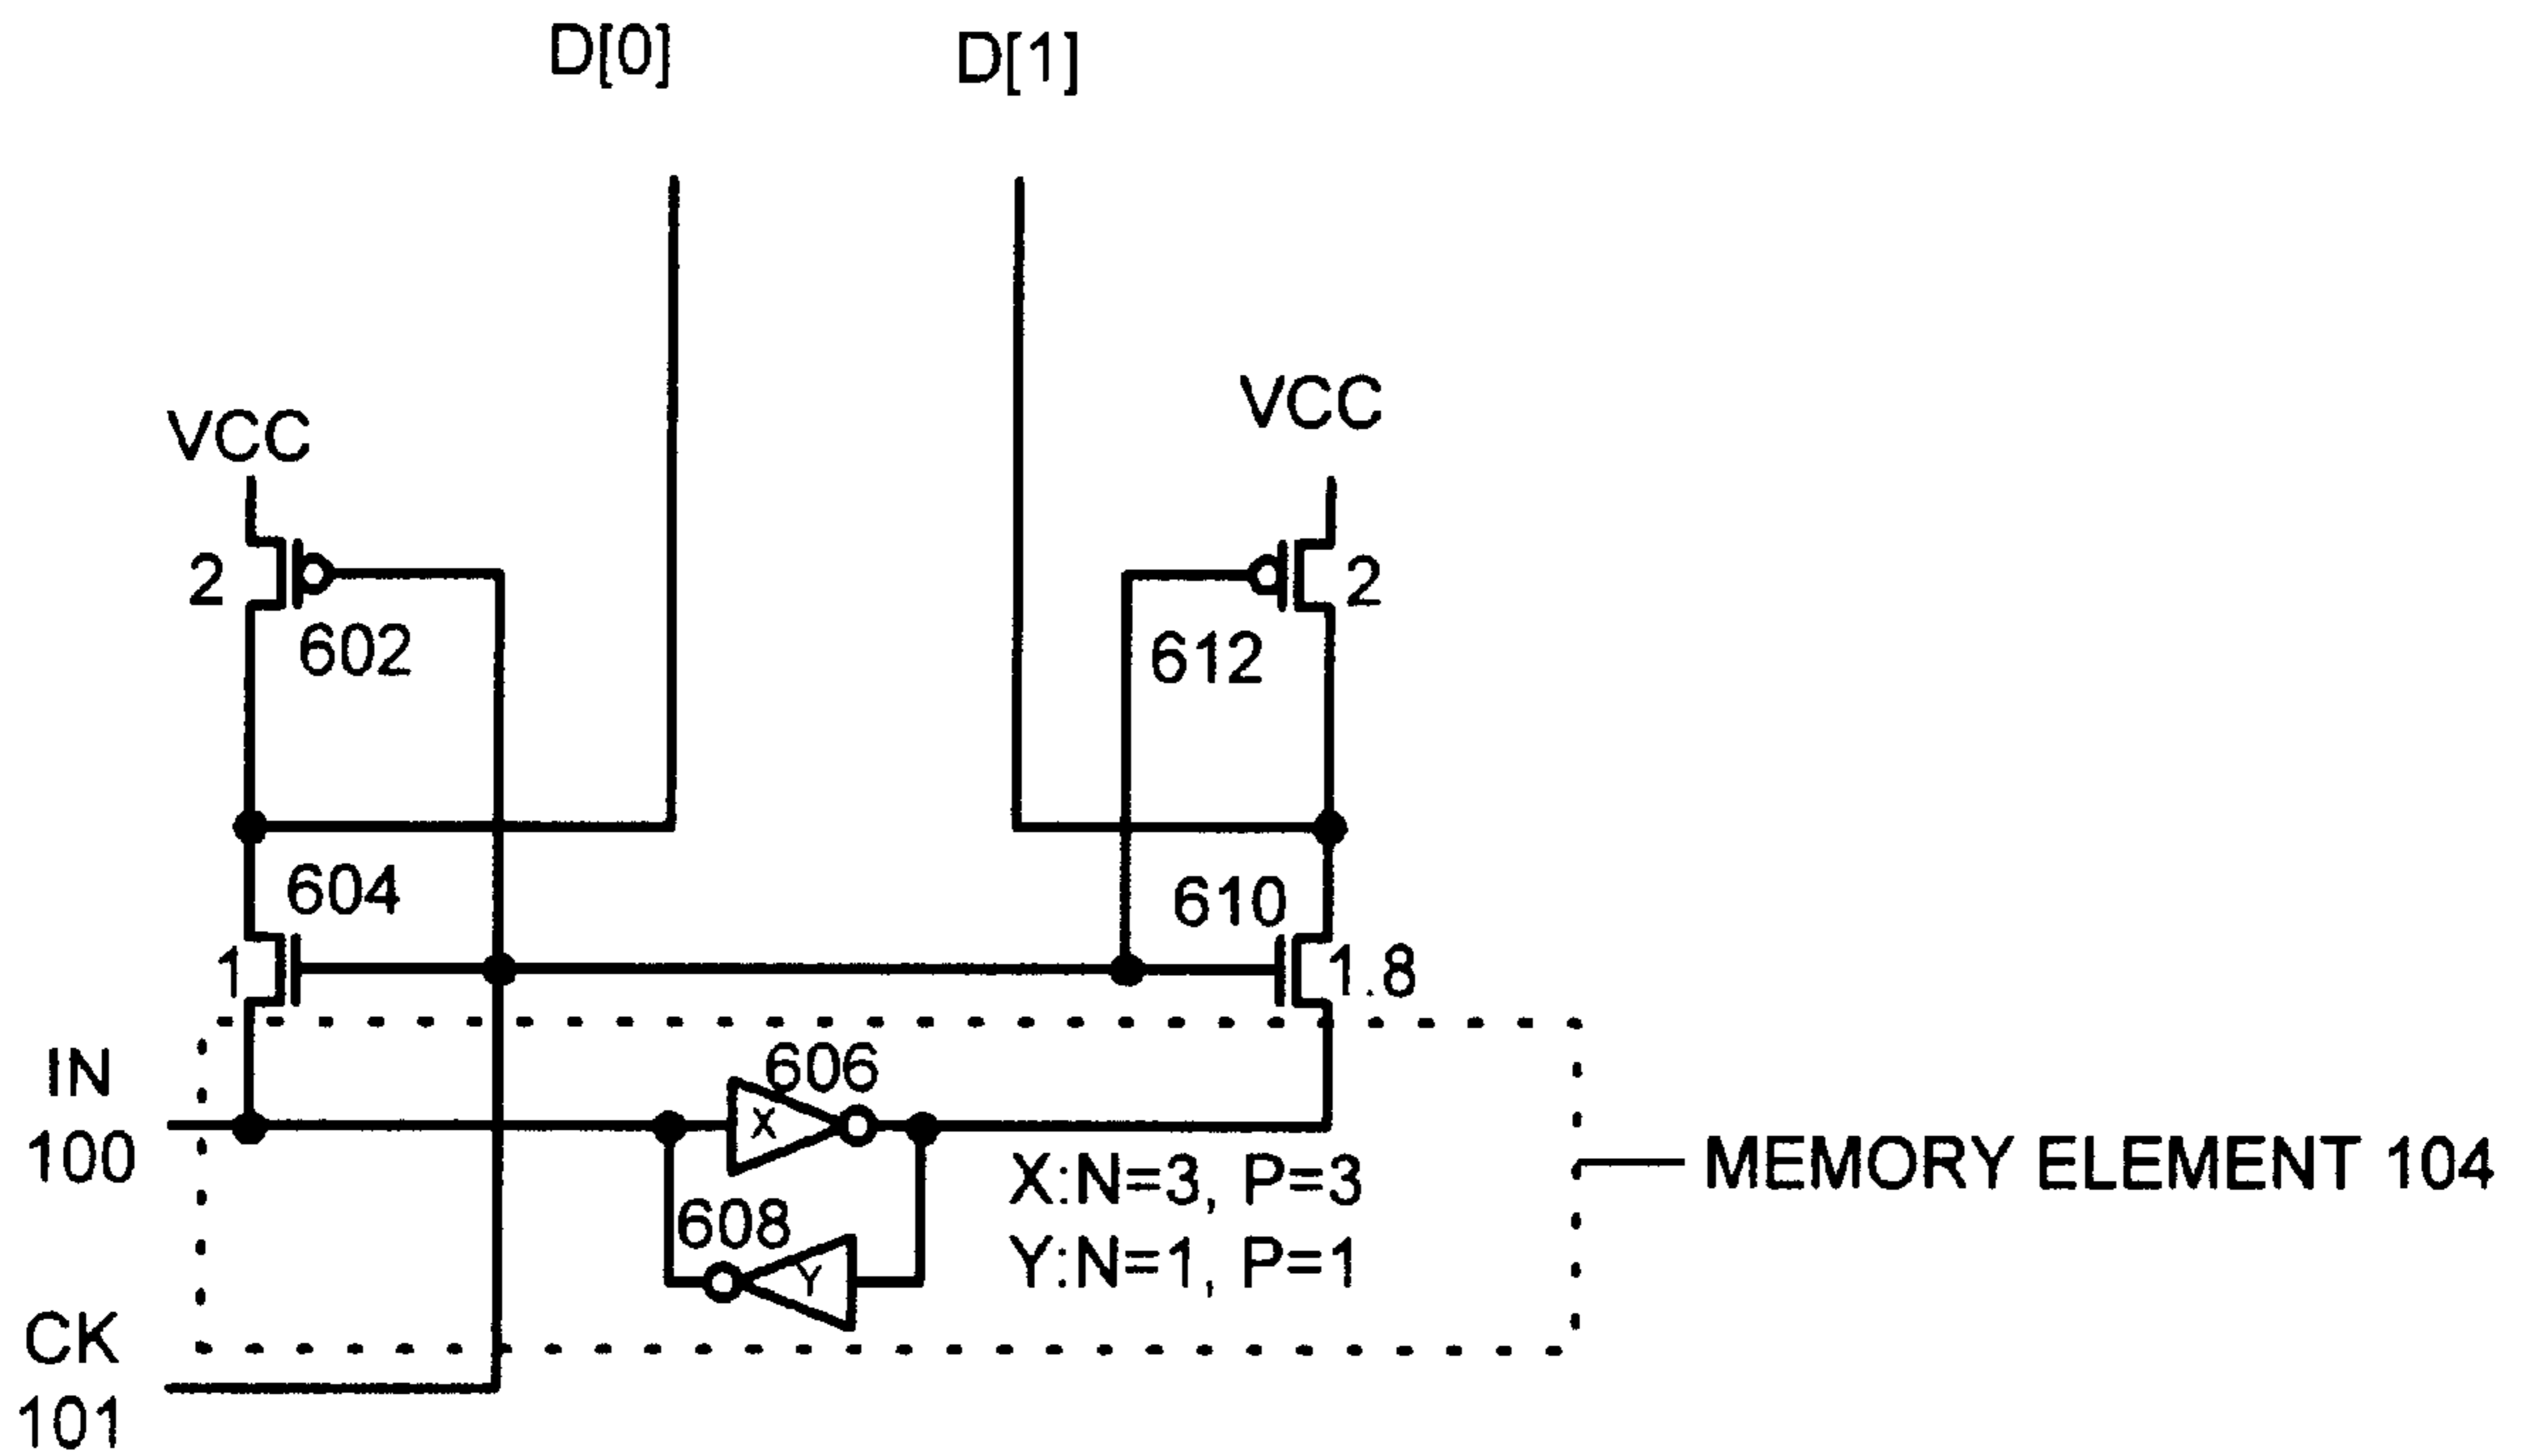 D[0]
D[1]
VCC
VCC
2
602
612
2
604
610
1
1.8
IN
100
606
X
X:N=3, P=3
MEMORY ELEMENT 104
608
Y
Y:N=1, P=1
CK
101